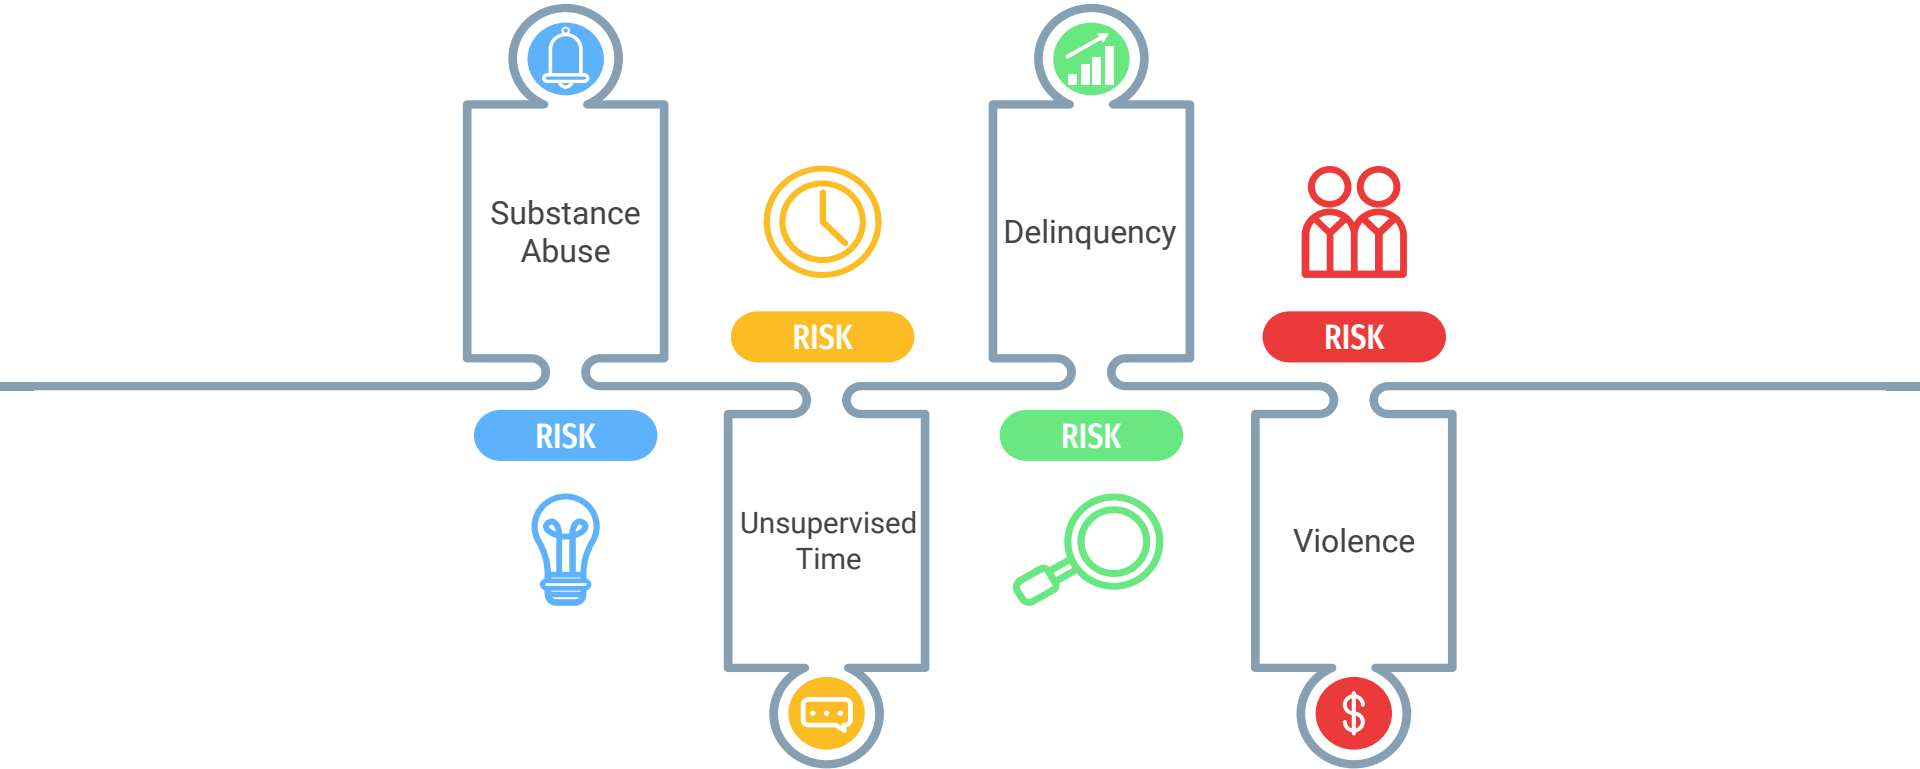 Substance
Abuse
RISK
RISK
Unsupervised
Time
Delinquency
RISK
RISK
Violence
$